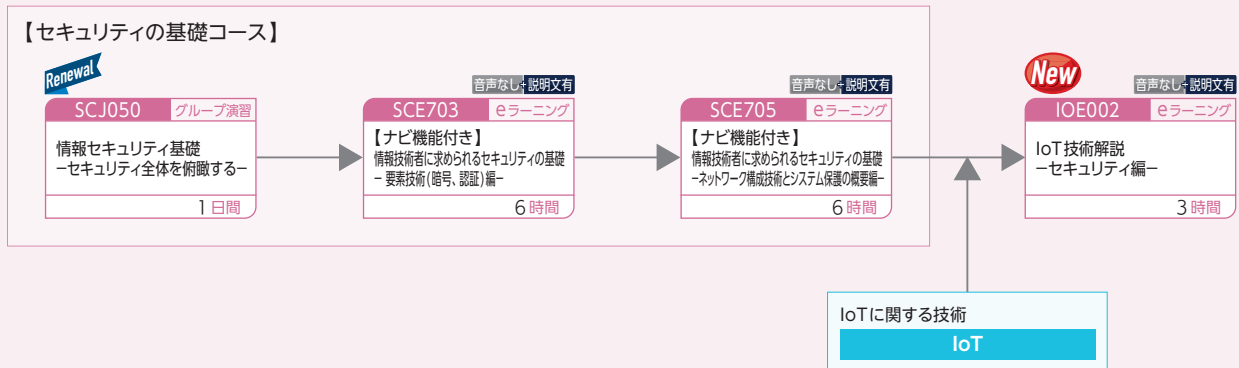 【セキュリティの基礎コース】
Renewal
SCJ050 グループ演習
情報セキュリティ基礎
−セキュリティ全体を俯瞰する−
1日間
音声なし+説明文有
SCE703 eラーニング
【ナビ機能付き】
情報技術者に求められるセキュリティの基礎
− 要素技術(暗号、認証)編−
6時間
音声なし+説明文有
SCE705 eラーニング
【ナビ機能付き】
情報技術者に求められるセキュリティの基礎
−ネットワーク構成技術とシステム保護の概要編−
6時間
New
音声なし+説明文有
IOE002 eラーニング
IoT技術解説
−セキュリティ編−
3時間
IoTに関する技術
IoT